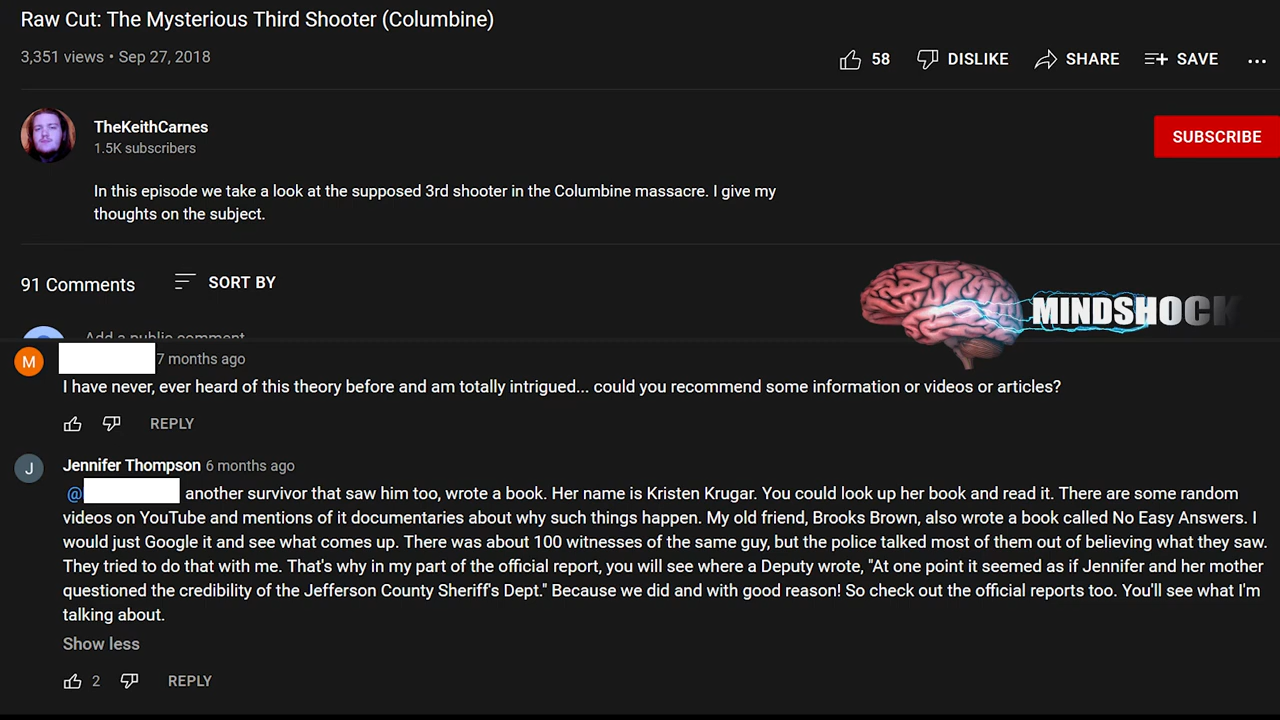 Raw Cut: The Mysterious Third Shooter (Columbine)
3,351 views • Sep 27, 2018
58 DISLIKE SHARE SAVE ...
TheKeithCarnes
1.5K subscribers
SUBSCRIBE
In this episode we take a look at the supposed 3rd shooter in the Columbine massacre. I give my
thoughts on the subject.
91 Comments SORT BY
MINDSHOCK
Add a public comment
M 7 months ago
I have never, ever heard of this theory before and am totally intrigued... could you recommend some information or videos or articles?
REPLY
J Jennifer Thompson 6 months ago
@ another survivor that saw him too, wrote a book. Her name is Kristen Krugar. You could look up her book and read it. There are some random
videos on YouTube and mentions of it documentaries about why such things happen. My old friend, Brooks Brown, also wrote a book called No Easy Answers. I
would just Google it and see what comes up. There was about 100 witnesses of the same guy, but the police talked most of them out of believing what they saw.
They tried to do that with me. That's why in my part of the official report, you will see where a Deputy wrote, "At one point it seemed as if Jennifer and her mother
questioned the credibility of the Jefferson County Sheriff's Dept." Because we did and with good reason! So check out the official reports too. You'll see what I'm
talking about.
Show less
2 REPLY